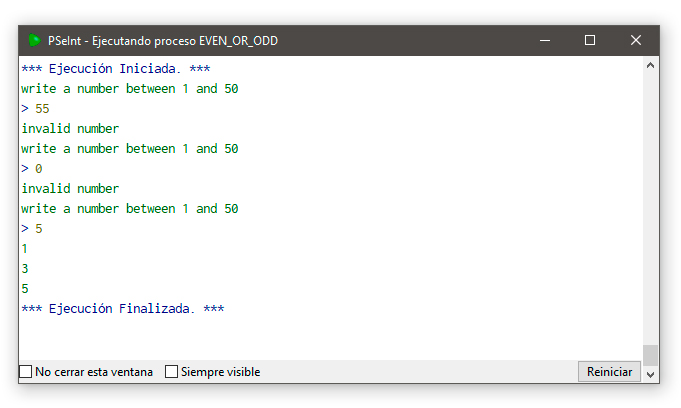 PSeInt - Ejecutando proceso EVEN_OR_ODD
*** Ejecución Iniciada. ***
write a number between 1 and 50
> 55
invalid number
write a number between 1 and 50
> 0
invalid number
write a number between 1 and 50
> 5
1
3
5
*** Ejecución Finalizada. ***
No cerrar esta ventana Siempre visible Reiniciar